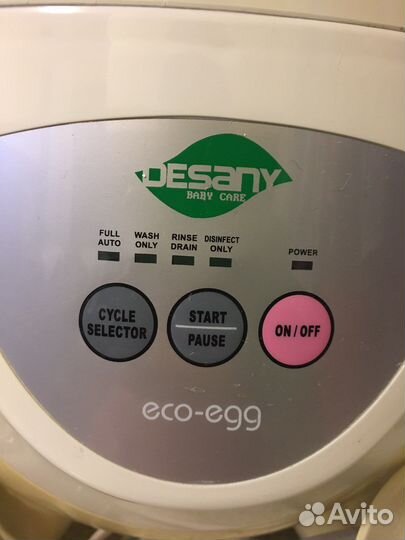 DESANY
BABY CARE
FULL AUTO
WASH ONLY
RINSE DRAIN
DISINFECT ONLY
POWER
CYCLE SELECTOR
START
PAUSE
ON / OFF
eco-egg
Avito